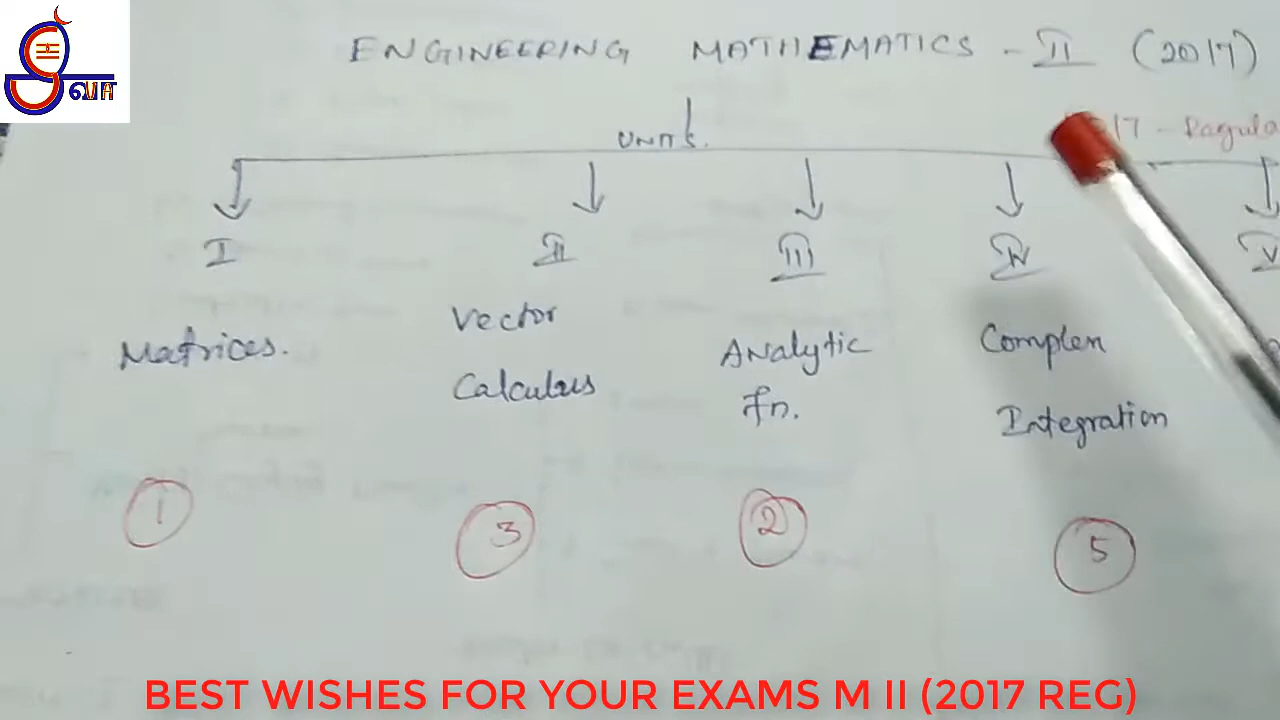 ENGINEERING MATHEMATICS - II (2017)
UNITS.
I II III IV V
Matrices.
Vector
Calculus
Analytic
fn.
Complex
Integration
1 3 2 5
BEST WISHES FOR YOUR EXAMS M II (2017 REG)